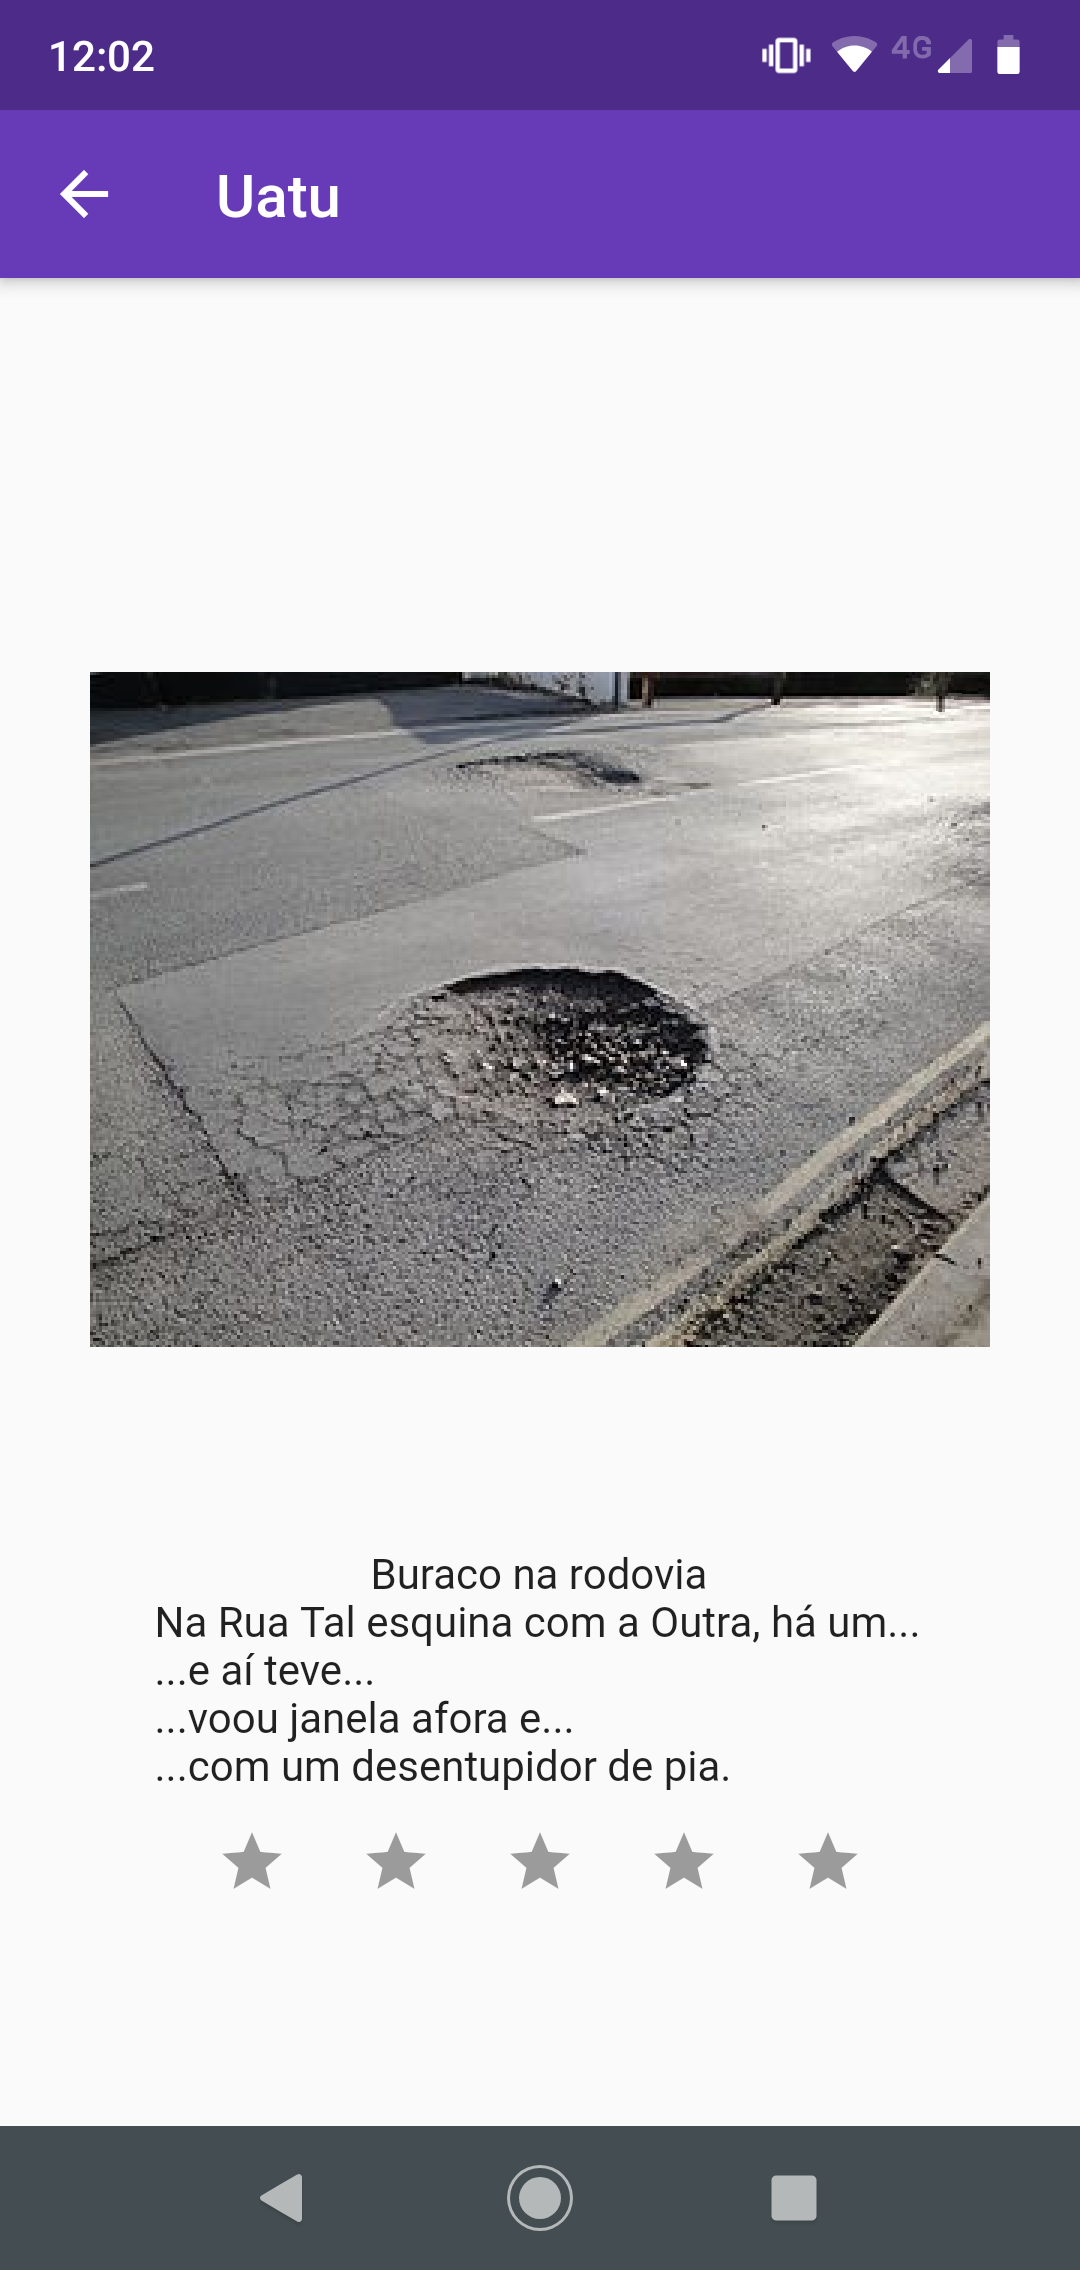 12:02
4G
Uatu
Buraco na rodovia
Na Rua Tal esquina com a Outra, há um...
...e aí teve...
...voou janela afora e...
...com um desentupidor de pia.